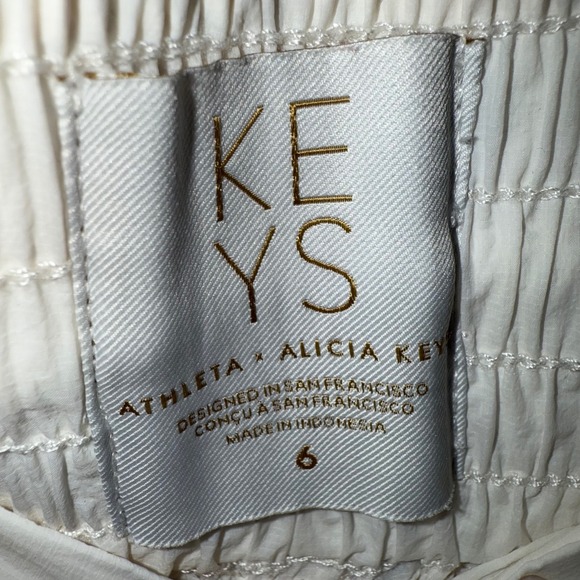 KE
YS
ATHLETA x ALICIA KEYS
DESIGNED IN SAN FRANCISCO
CONÇU À SAN FRANCISCO
MADE IN INDONESIA
6